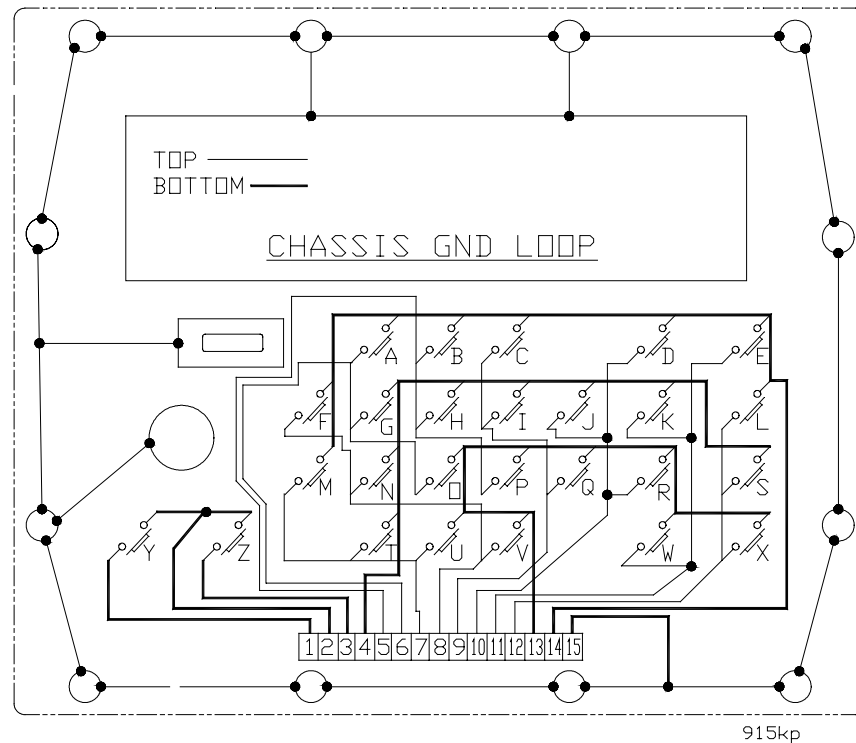 TOP
BOTTOM
CHASSIS GND LOOP
A B C D E
F G H I J K L
M N O P Q R S
Y Z T U V W X
1 2 3 4 5 6 7 8 9 10 11 12 13 14 15
915kp